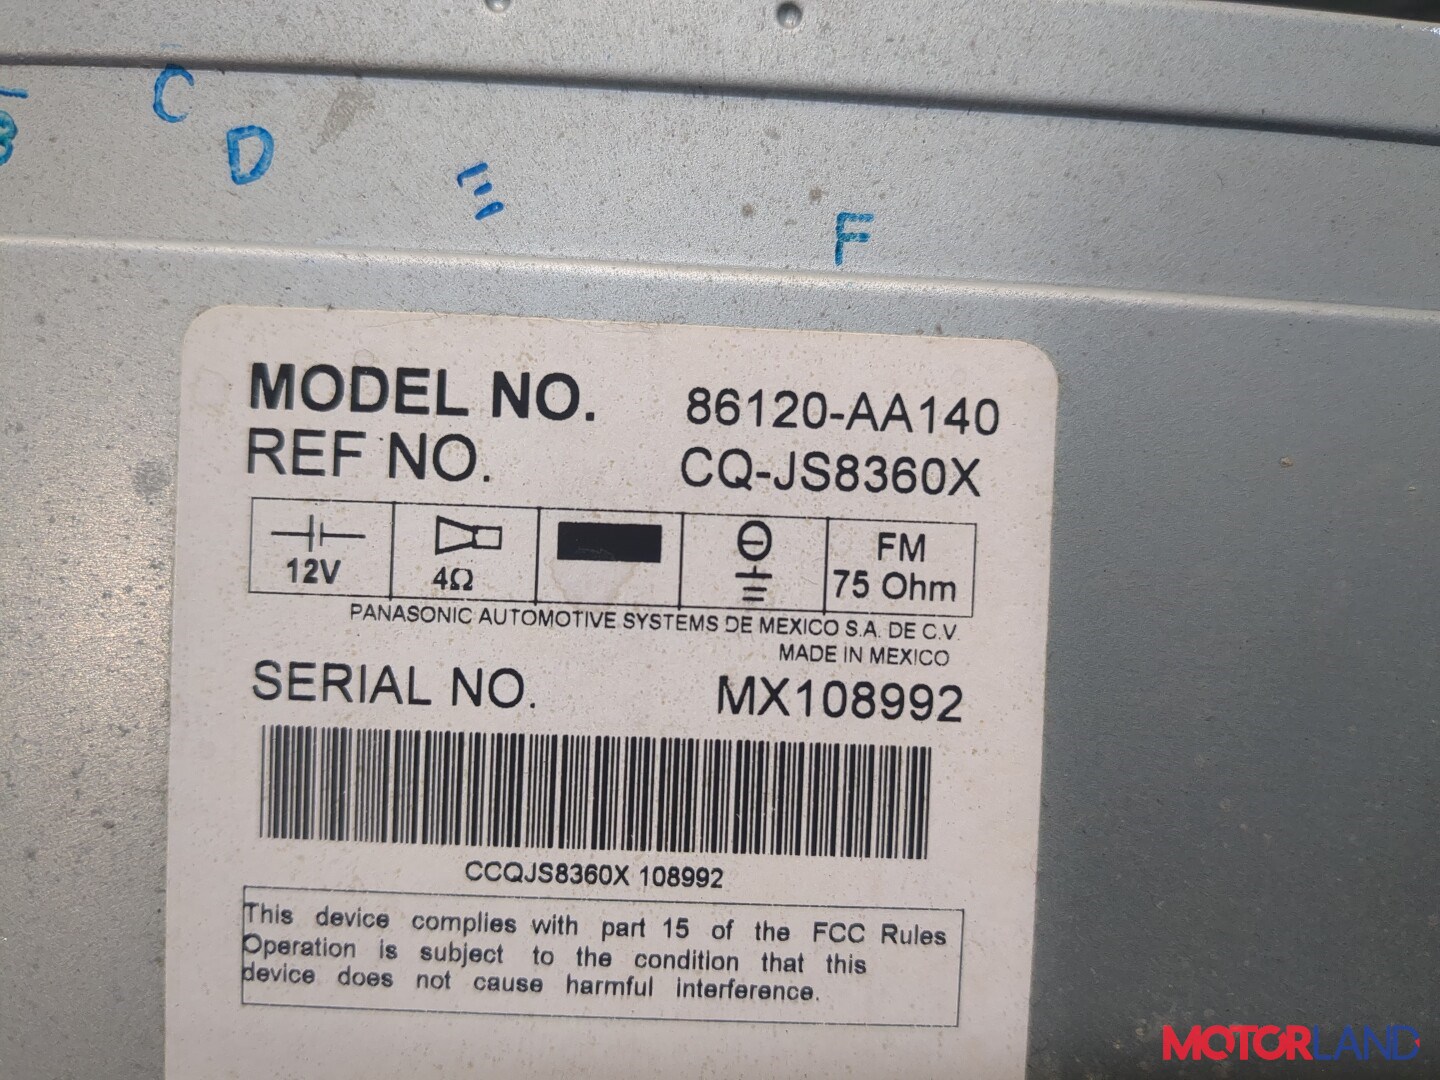 B
C
D
E
F
MODEL NO. 86120-AA140
REF NO. CQ-JS8360X
12V 4Ω FM
75 Ohm
PANASONIC AUTOMOTIVE SYSTEMS DE MEXICO S.A. DE C.V.
MADE IN MEXICO
SERIAL NO. MX108992
CCQJS8360X 108992
This device complies with part 15 of the FCC Rules
Operation is subject to the condition that this
device does not cause harmful interference.
MOTORLAND